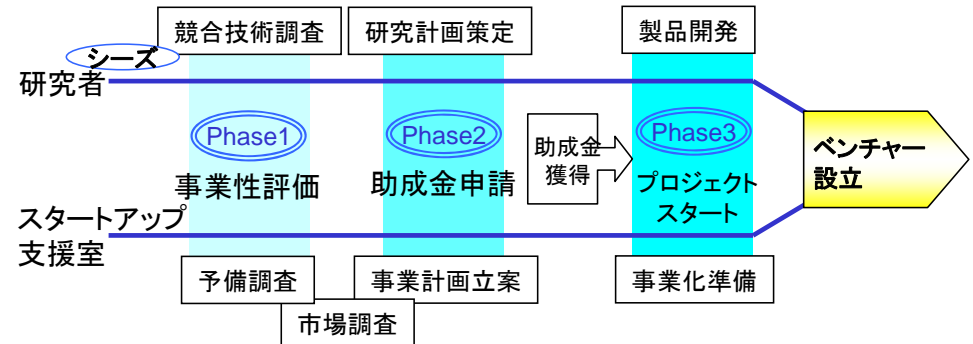 競合技術調査
研究計画策定
製品開発
シーズ
研究者
Phase1
事業性評価
Phase2
助成金申請
助成金
獲得
Phase3
プロジェクト
スタート
ベンチャー
設立
スタートアップ
支援室
予備調査
市場調査
事業計画立案
事業化準備